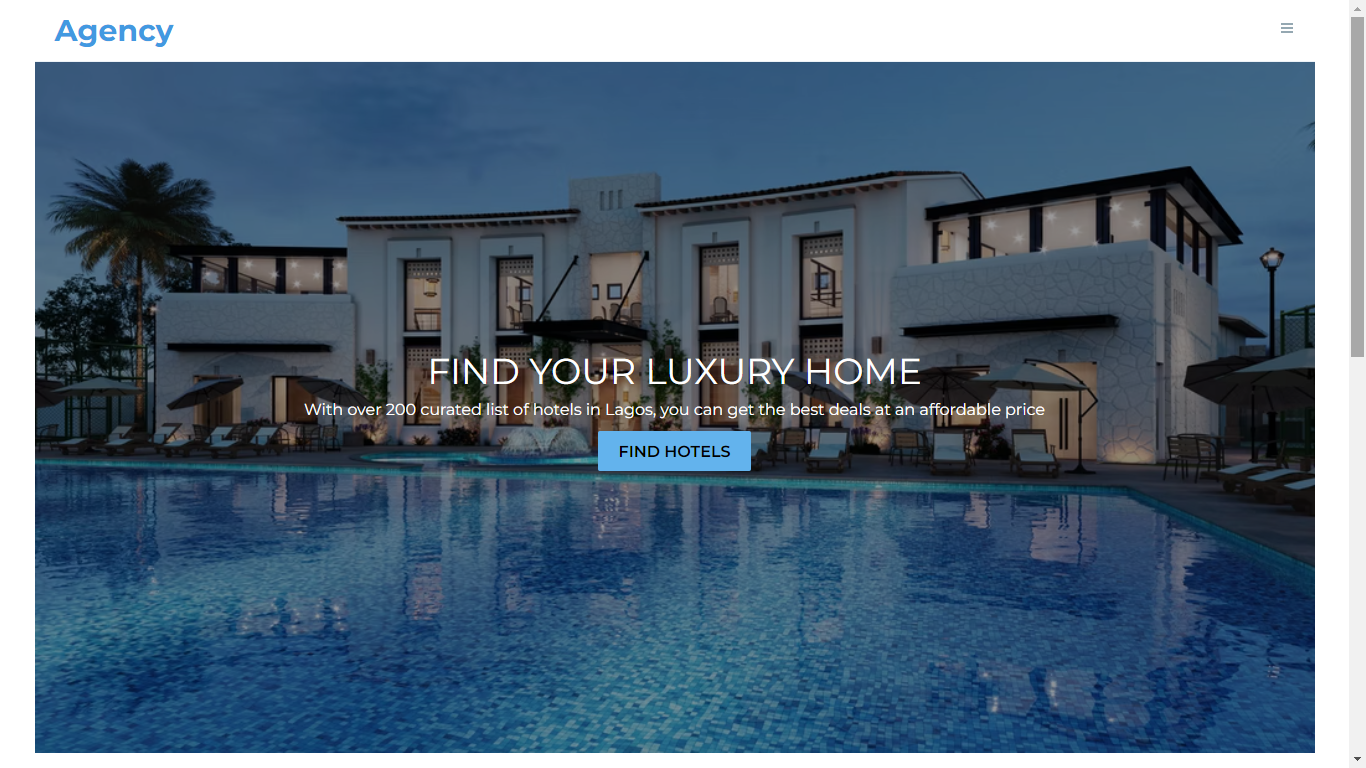 Agency
FIND YOUR LUXURY HOME
With over 200 curated list of hotels in Lagos, you can get the best deals at an affordable price
FIND HOTELS